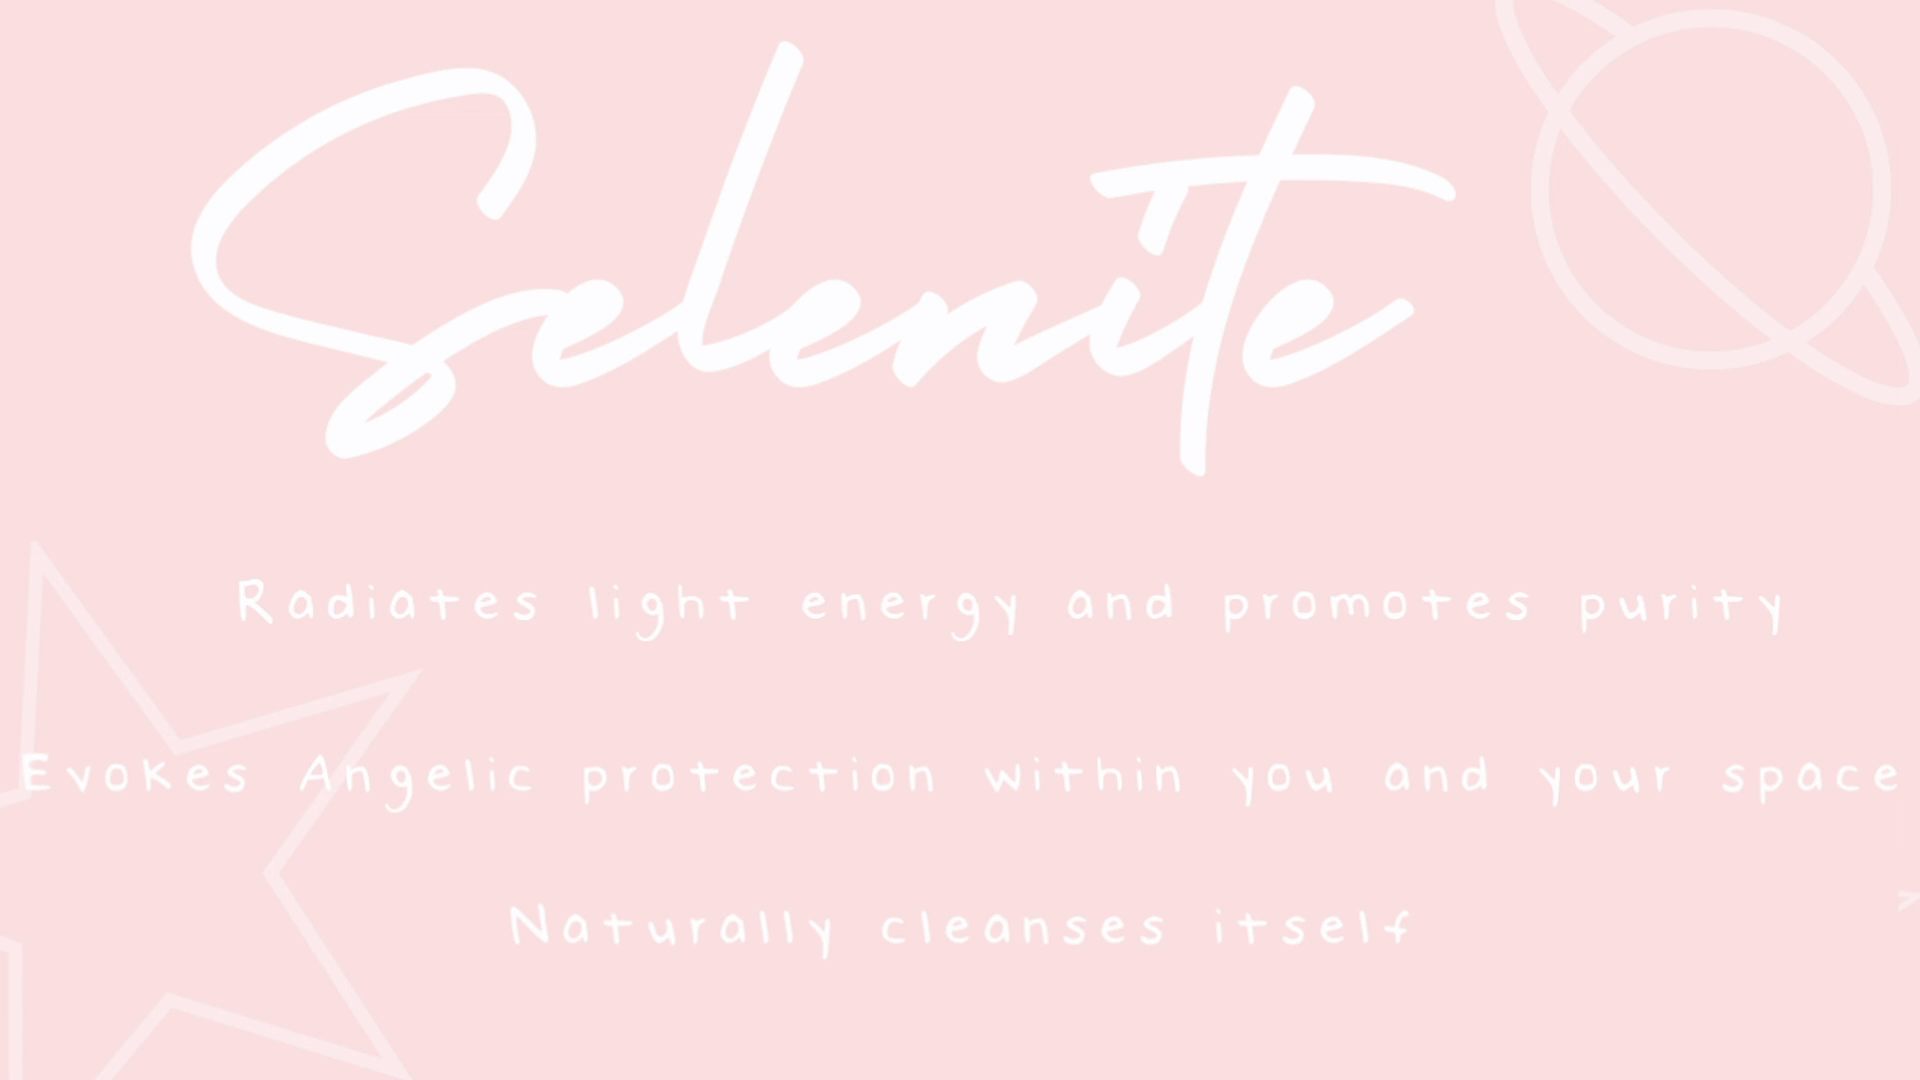 Selenite
Radiates light energy and promotes purity
Evokes Angelic protection within you and your space
Naturally cleanses itself